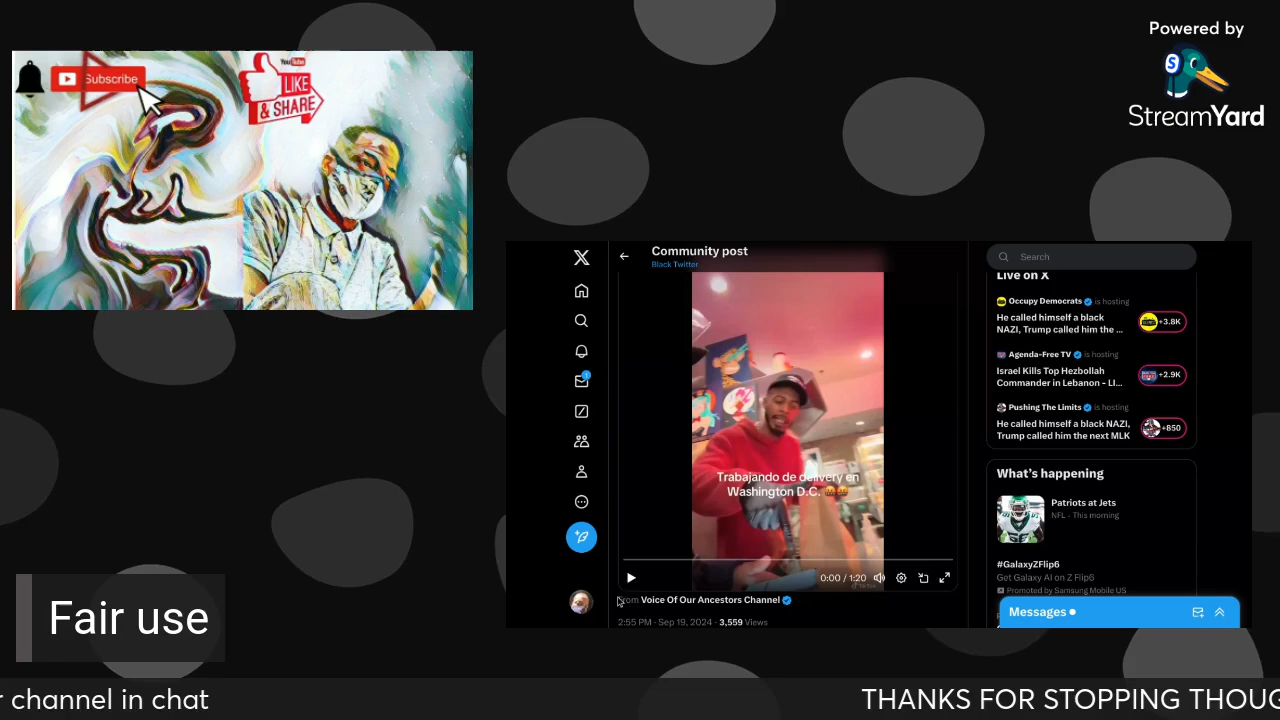 Powered by
StreamYard
Subscribe
YouTube
LIKE
& SHARE
Community post
Black Twitter
Search
Live on X
Occupy Democrats is hosting
He called himself a black
NAZI, Trump called him the ...
+3.8K
Agenda-Free TV is hosting
Israel Kills Top Hezbollah
Commander in Lebanon - LI...
+2.9K
Pushing The Limits is hosting
He called himself a black NAZI,
Trump called him the next MLK
+850
What's happening
Patriots at Jets
NFL · This morning
#GalaxyZFlip6
Get Galaxy AI on Z Flip6
Promoted by Samsung Mobile US
Messages
1
Trabajando de delivery en
Washington D.C.
0:00 / 1:20
TikTok
From Voice Of Our Ancestors Channel
2:55 PM · Sep 19, 2024 · 3,559 Views
Fair use
r channel in chat
THANKS FOR STOPPING THOUG